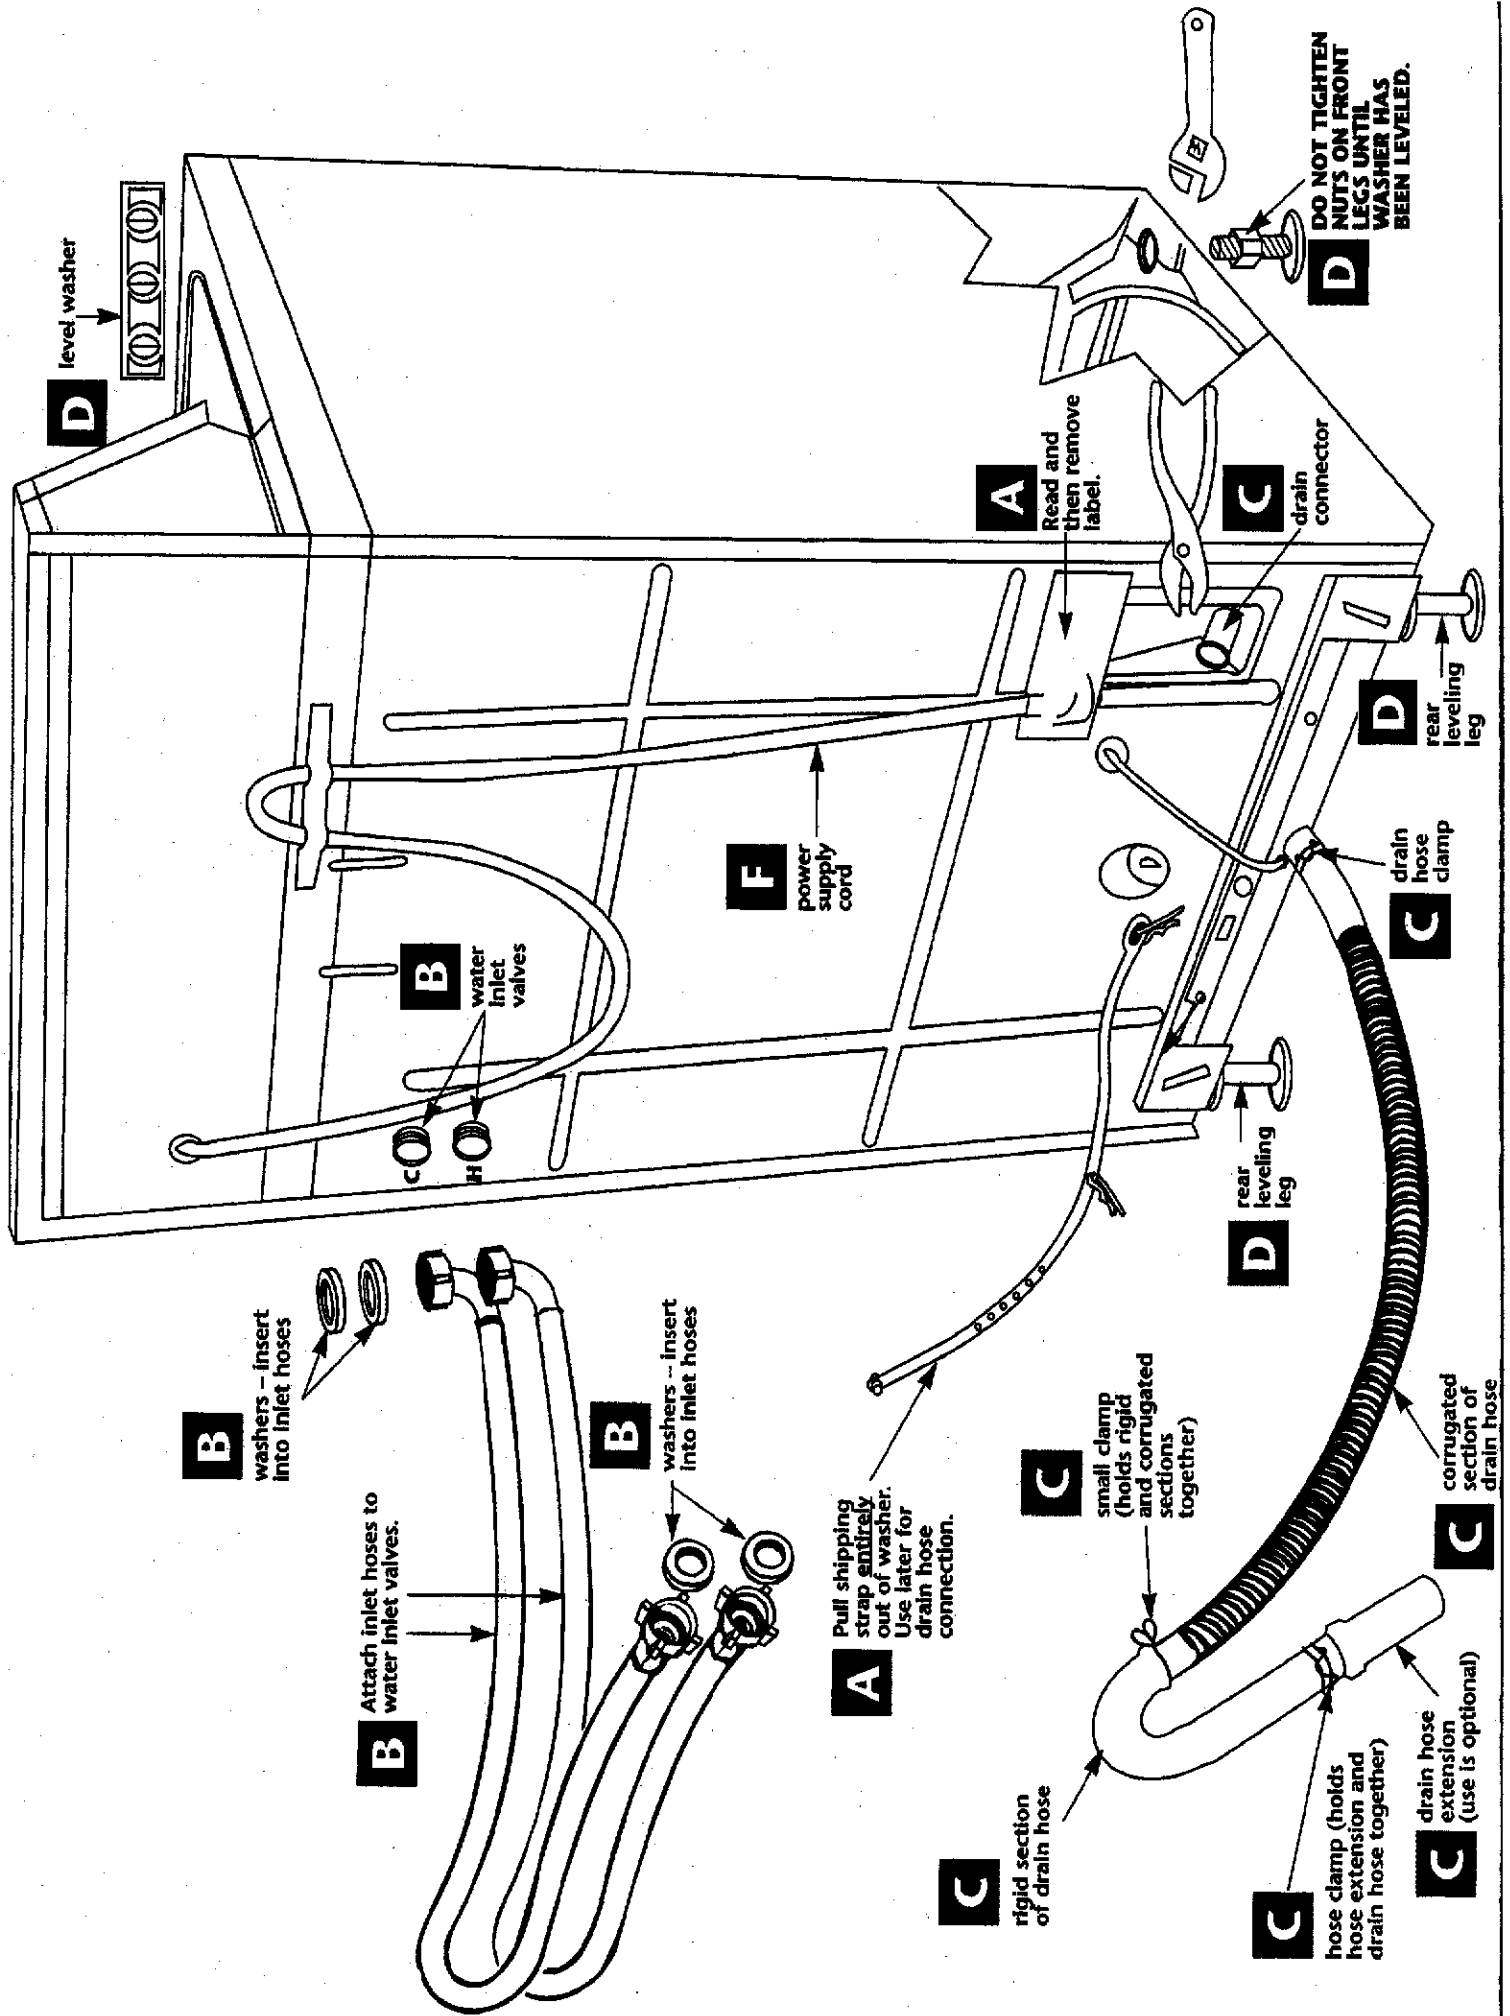 D
level washer
B
washers – insert
into inlet hoses
B
Attach inlet hoses to
water inlet valves.
B
water
inlet
valves
C
H
B
washers -- insert
into inlet hoses
F
power
supply
cord
A
Pull shipping
strap entirely
out of washer.
Use later for
drain hose
connection.
A
Read and
then remove
label.
C
rigid section
of drain hose
C
small clamp
(holds rigid
and corrugated
sections
together)
D
rear
leveling
leg
C
drain
connector
D
DO NOT TIGHTEN
NUTS ON FRONT
LEGS UNTIL
WASHER HAS
BEEN LEVELED.
C
hose clamp (holds
hose extension and
drain hose together)
C
drain hose
clamp
D
rear
leveling
leg
C
drain hose
extension
(use is optional)
C
corrugated
section of
drain hose